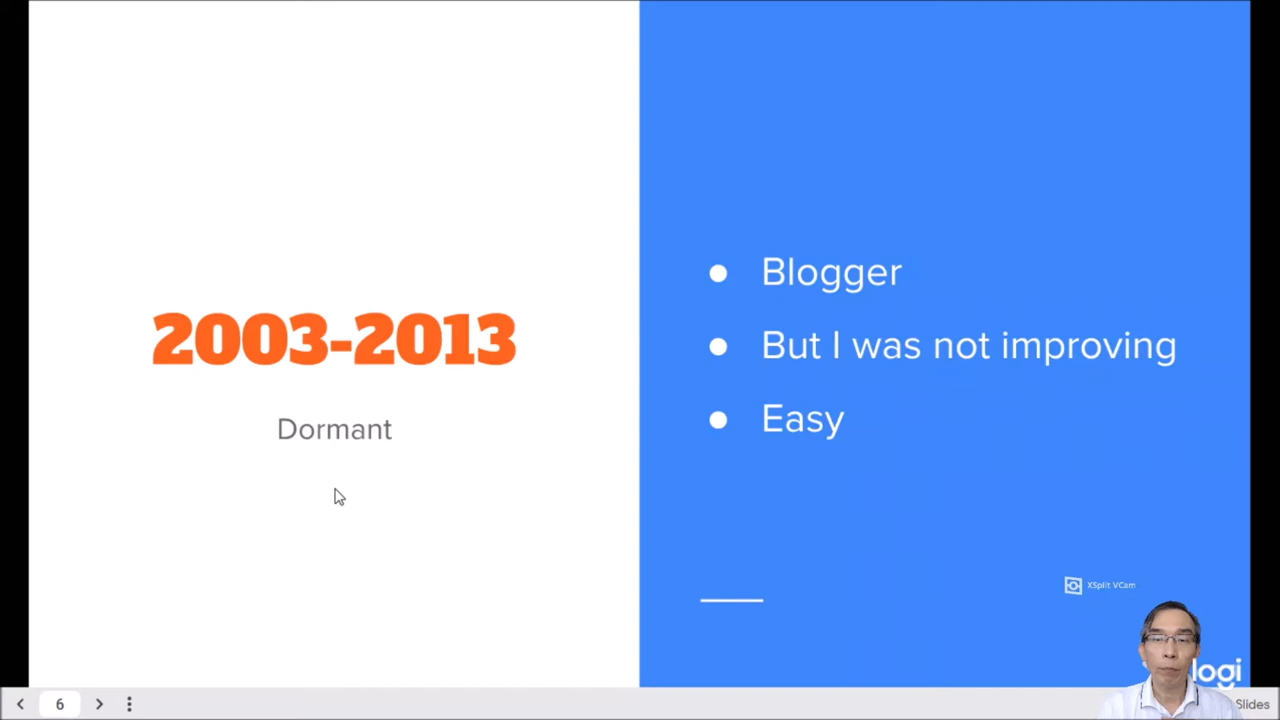 2003-2013
Dormant
● Blogger
● But I was not improving
● Easy
XSplit VCam
logi
6
Slides